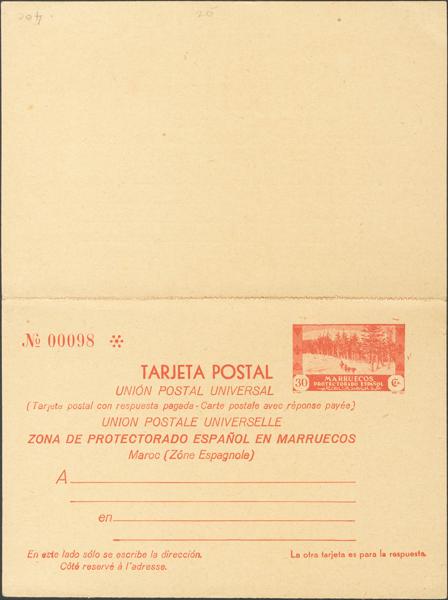 20
№ 00098 ✻
TARJETA POSTAL
UNIÓN POSTAL UNIVERSAL
(Tarjeta postal con respuesta pagada - Carte postale avec réponse payée)
UNION POSTALE UNIVERSELLE
ZONA DE PROTECTORADO ESPAÑOL EN MARRUECOS
Maroc (Zóne Espagnole)
MARRUECOS
30 PROTECTORADO ESPAÑOL Cs.
A
en
En este lado sólo se escribe la dirección.
Côté reservé à l'adresse.
La otra tarjeta es para la respuesta.